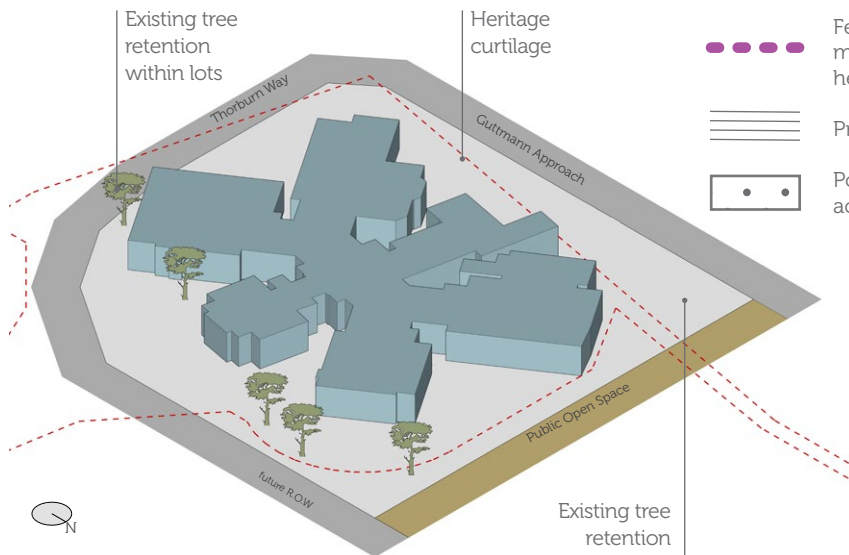 Existing tree
retention
within lots
Heritage
curtilage
Thorburn Way
Guttmann Approach
Public Open Space
future R.O.W
N
Existing tree
retention